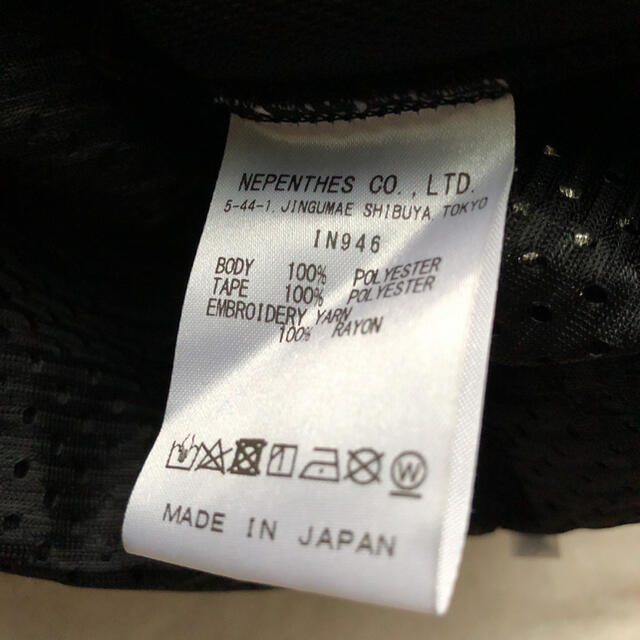 NEPENTHES CO., LTD.
5-44-1, JINGUMAE SHIBUYA TOKYO
IN946
BODY 100% POLYESTER
TAPE 100% POLYESTER
EMBROIDERY YARN
100% RAYON
W
MADE IN JAPAN